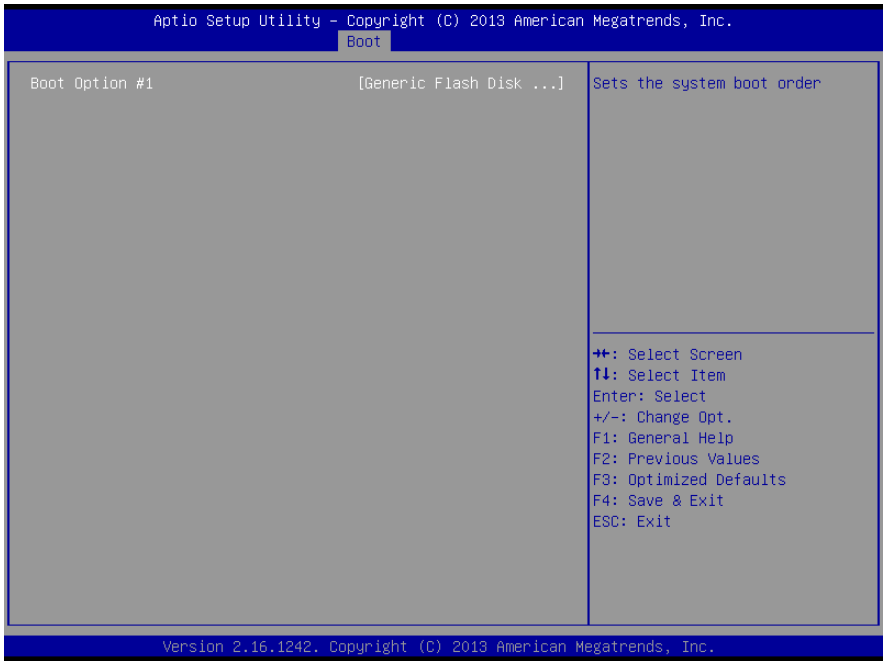 Aptio Setup Utility – Copyright (C) 2013 American Megatrends, Inc.
Boot
Boot Option #1 [Generic Flash Disk ...]
Sets the system boot order
→←: Select Screen
↑↓: Select Item
Enter: Select
+/-: Change Opt.
F1: General Help
F2: Previous Values
F3: Optimized Defaults
F4: Save & Exit
ESC: Exit
Version 2.16.1242. Copyright (C) 2013 American Megatrends, Inc.